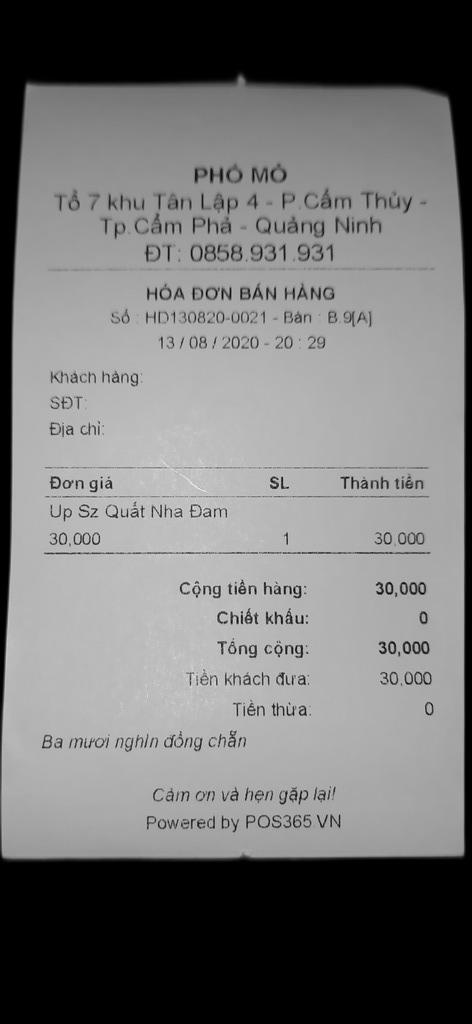 PHỐ MỎ
Tổ 7 khu Tân Lập 4 - P.Cẩm Thủy -
Tp.Cẩm Phả - Quảng Ninh
ĐT: 0858.931.931
HÓA ĐƠN BÁN HÀNG
Số : HD130820-0021 - Bàn : B.9[A]
13 / 08 / 2020 - 20 : 29
Khách hàng:
SĐT:
Địa chỉ:
Đơn giá SL Thành tiền
Up Sz Quất Nha Đam
30,000 1 30,000
Cộng tiền hàng: 30,000
Chiết khấu: 0
Tổng cộng: 30,000
Tiền khách đưa: 30,000
Tiền thừa: 0
Ba mươi nghìn đồng chẵn
Cảm ơn và hẹn gặp lại!
Powered by POS365.VN